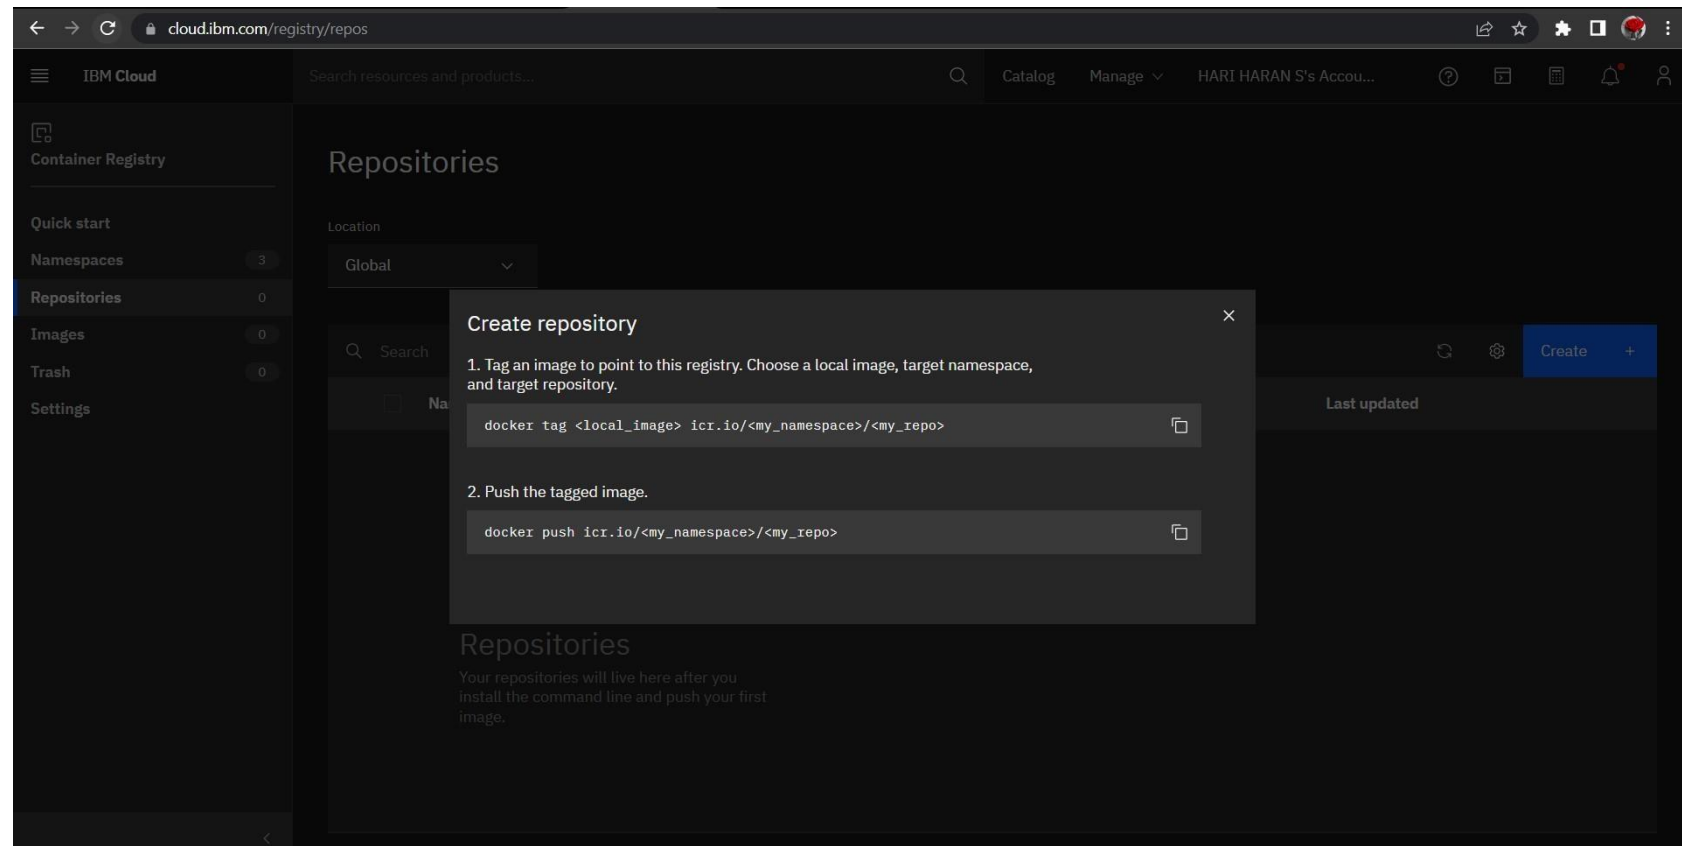 cloud.ibm.com/registry/repos
IBM Cloud
Search resources and products...
Catalog
Manage
HARI HARAN S's Accou...
Container Registry
Quick start
Namespaces 3
Repositories 0
Images 0
Trash 0
Settings
Repositories
Location
Global
Search
Create +
Na
Last updated
Create repository
1. Tag an image to point to this registry. Choose a local image, target namespace,
and target repository.
docker tag <local_image> icr.io/<my_namespace>/<my_repo>
2. Push the tagged image.
docker push icr.io/<my_namespace>/<my_repo>
Repositories
Your repositories will live here after you
install the command line and push your first
image.